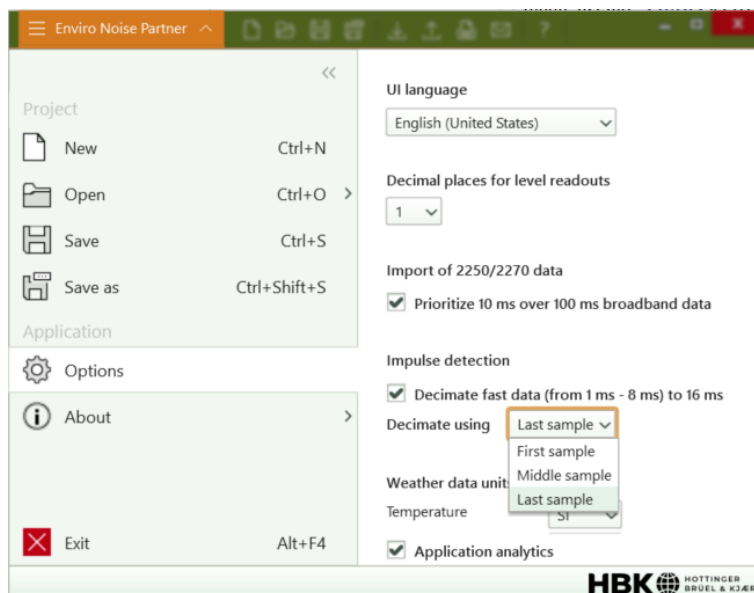 Enviro Noise Partner
?
Project
New Ctrl+N
Open Ctrl+O
Save Ctrl+S
Save as Ctrl+Shift+S
Application
Options
About
Exit Alt+F4
UI language
English (United States)
Decimal places for level readouts
1
Import of 2250/2270 data
Prioritize 10 ms over 100 ms broadband data
Impulse detection
Decimate fast data (from 1 ms - 8 ms) to 16 ms
Decimate using Last sample
First sample
Middle sample
Last sample
Weather data unit
Temperature SI
Application analytics
HBK HOTTINGER
BRÜEL & KJÆR